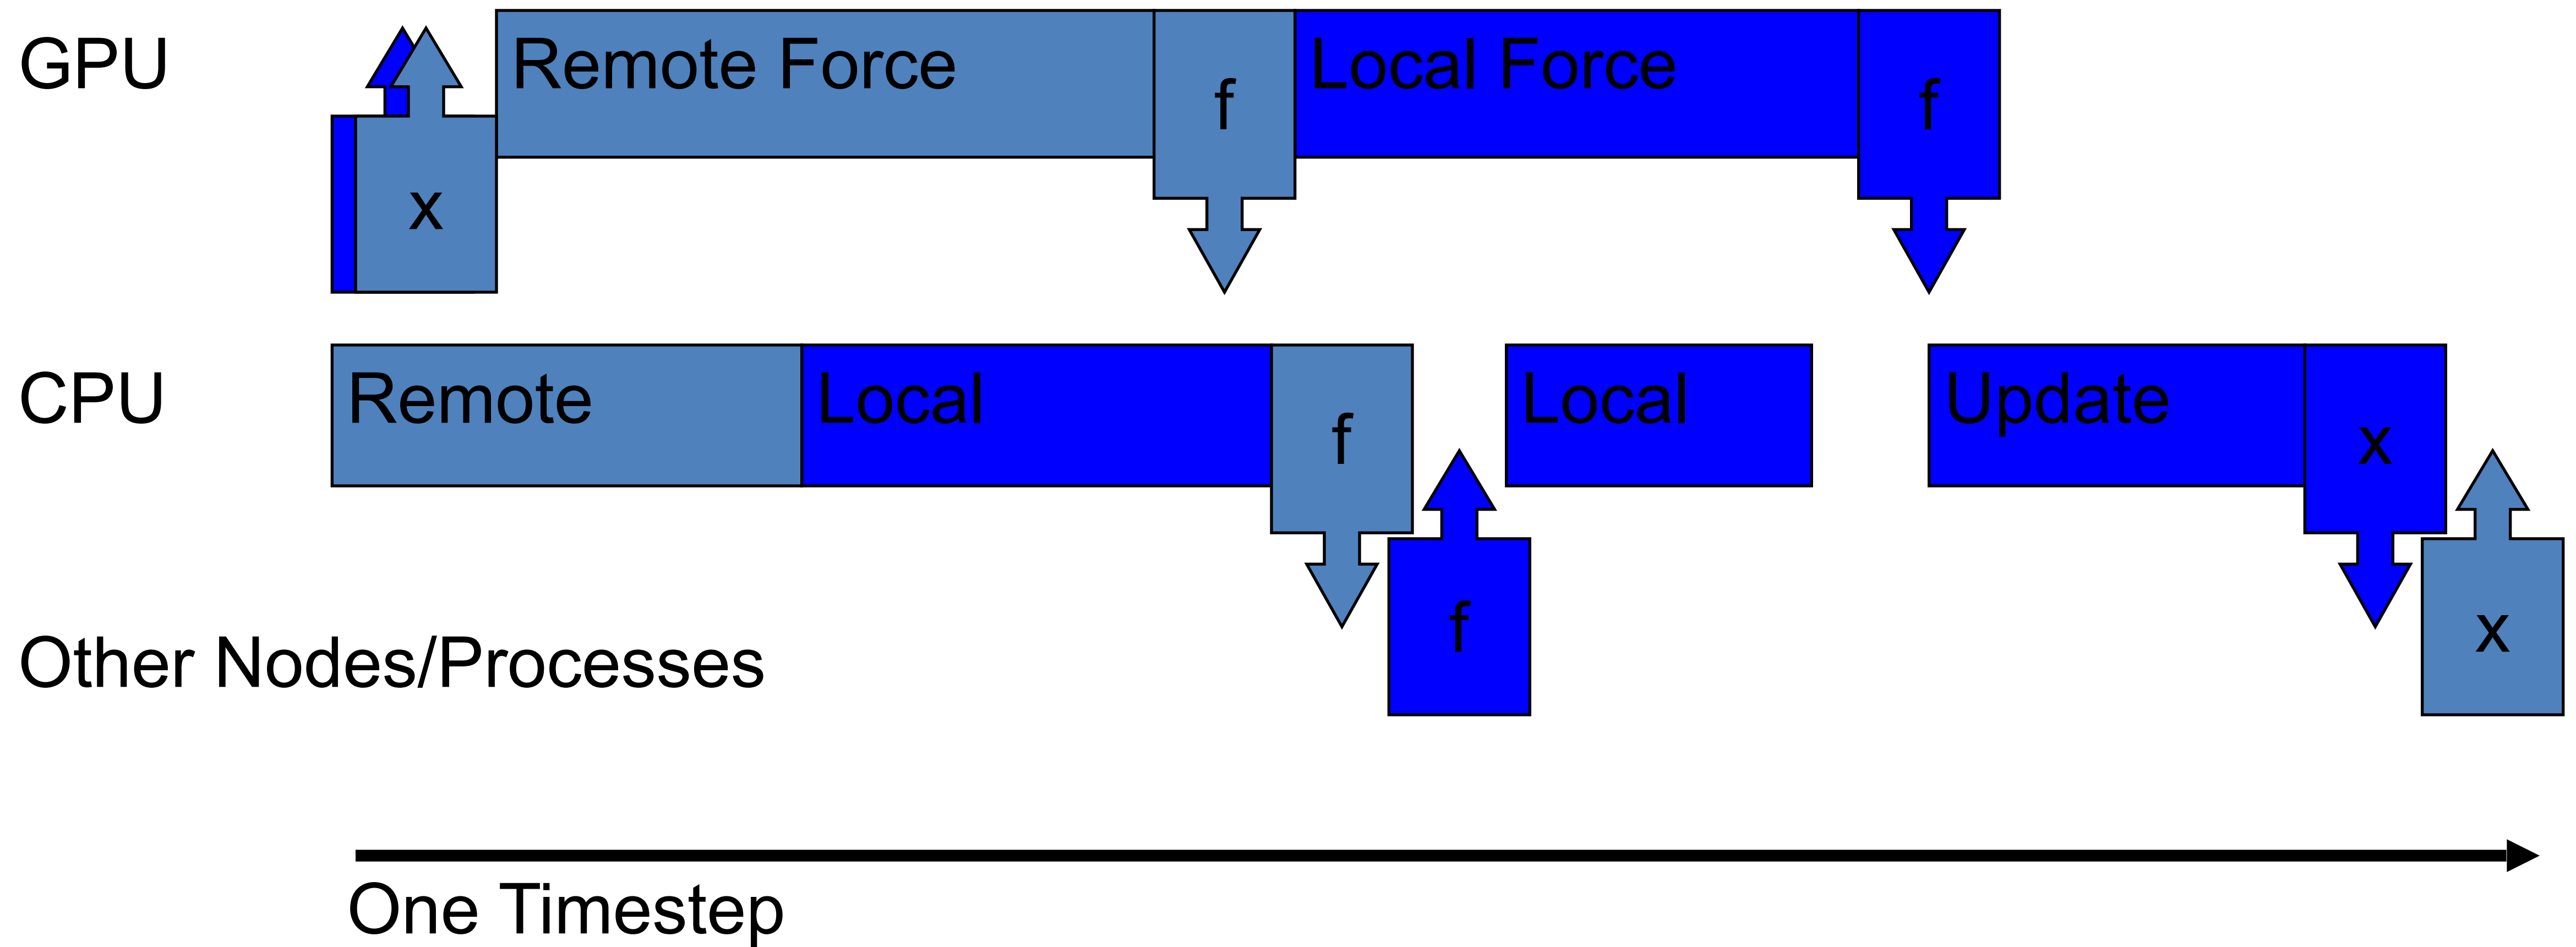 GPU
Remote Force
f
Local Force
f
x
CPU
Remote
Local
f
Local
Update
x
f
x
Other Nodes/Processes
One Timestep